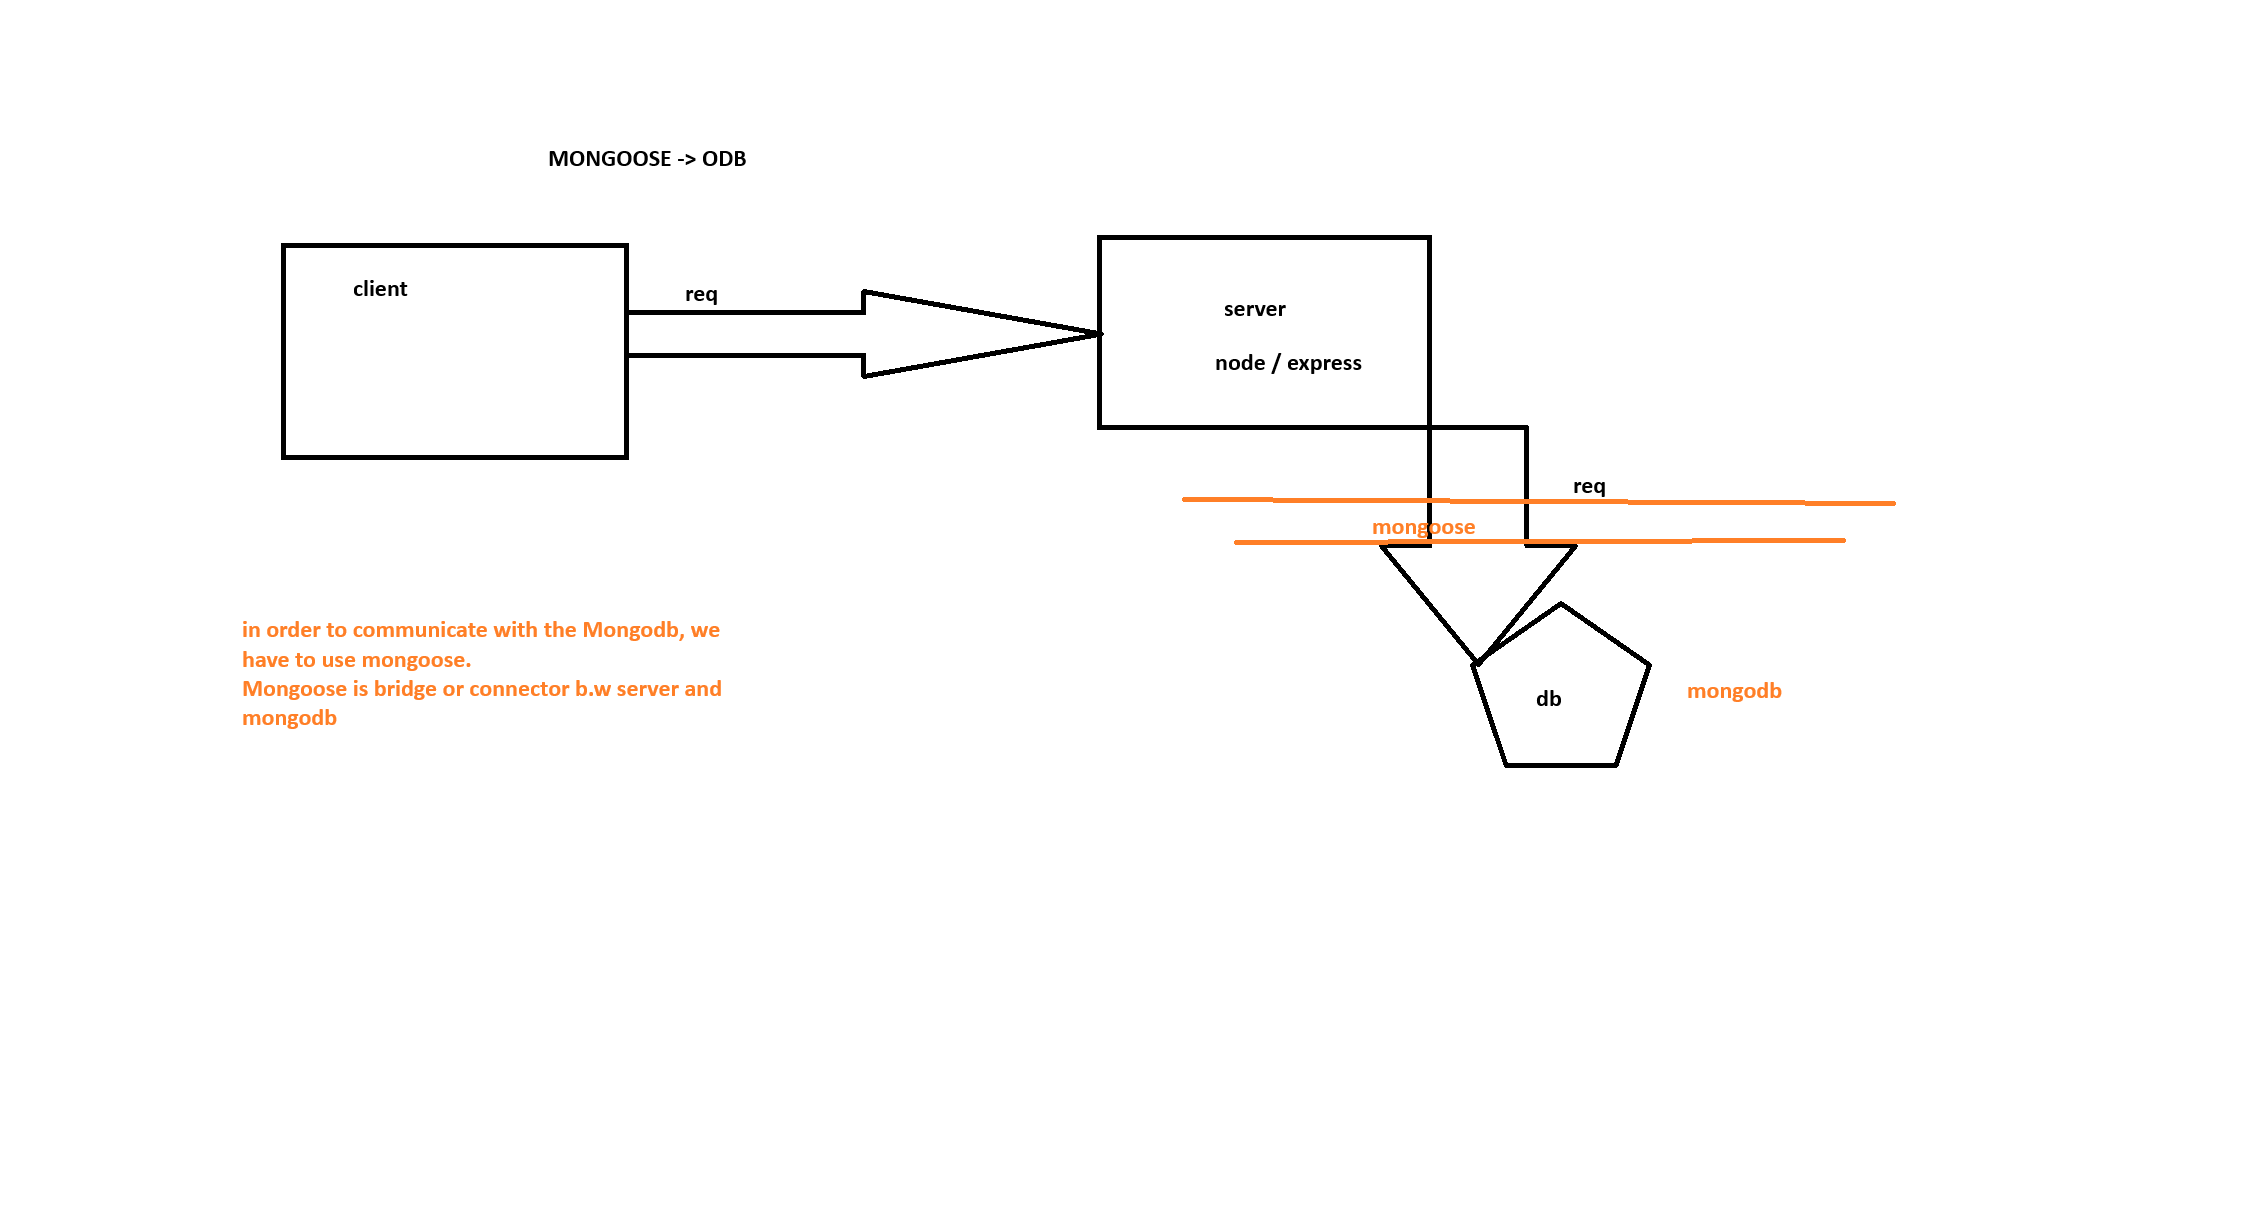 MONGOOSE -> ODB
client
req
server
node / express
req
mongoose
in order to communicate with the Mongodb, we
have to use mongoose.
Mongoose is bridge or connector b.w server and
mongodb
db
mongodb